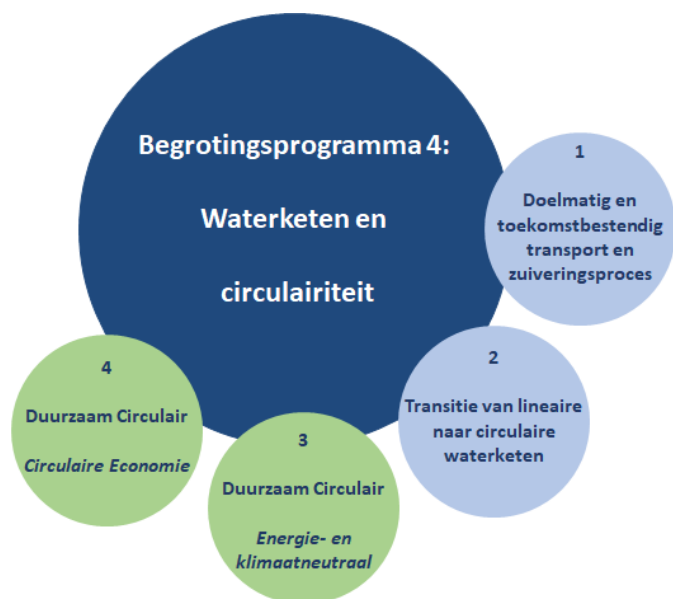 Begrotingsprogramma 4:
Waterketen en
circulairiteit
1
Doelmatig en
toekomstbestendig
transport en
zuiveringsproces
2
Transitie van lineaire
naar circulaire
waterketen
3
Duurzaam Circulair
Energie- en
klimaatneutraal
4
Duurzaam Circulair
Circulaire Economie